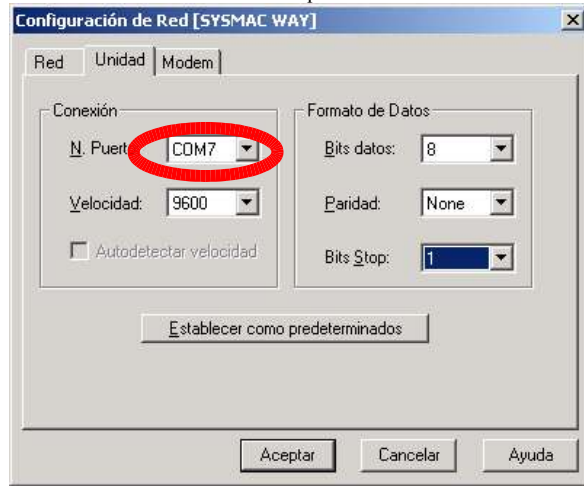 Configuración de Red [SYSMAC WAY]
Red Unidad Modem
Conexión
N. Puert COM7
Velocidad: 9600
Autodetectar velocidad
Formato de Datos
Bits datos: 8
Paridad: None
Bits Stop: 1
Establecer como predeterminados
Aceptar Cancelar Ayuda